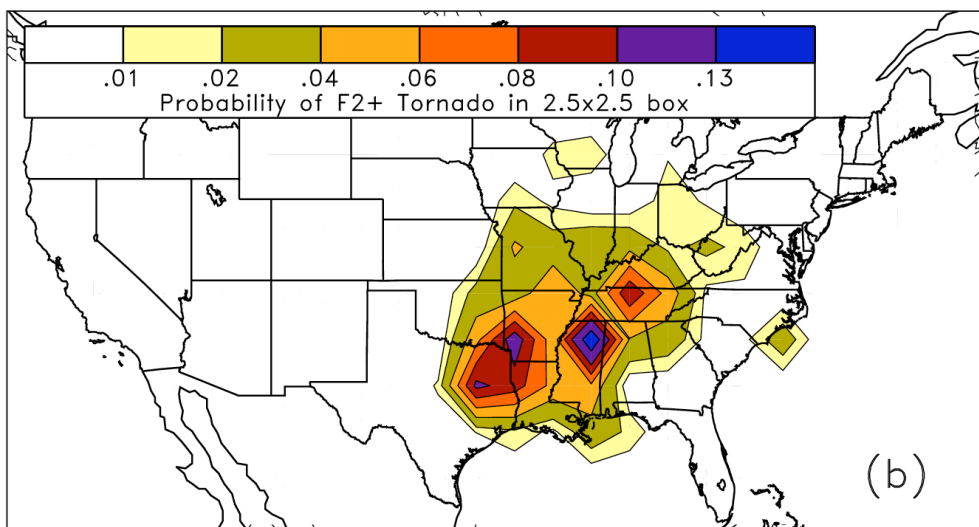 .01 .02 .04 .06 .08 .10 .13
Probability of F2+ Tornado in 2.5x2.5 box
(b)